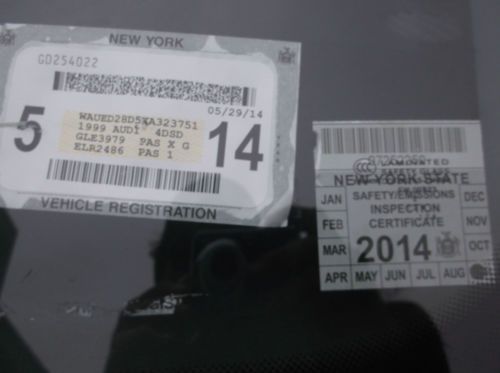 NEW YORK
GD254022
05/29/14
5
WAUED28D5XA323751
1999 AUDI 4DSD
GLE3979 PAS X G
ELR2486 PAS 1
14
VEHICLE REGISTRATION
NEW YORK STATE
SAFETY/EMISSIONS
INSPECTION
CERTIFICATE
2014
JAN
FEB
MAR
APR
MAY
JUN
JUL
AUG
OCT
NOV
DEC